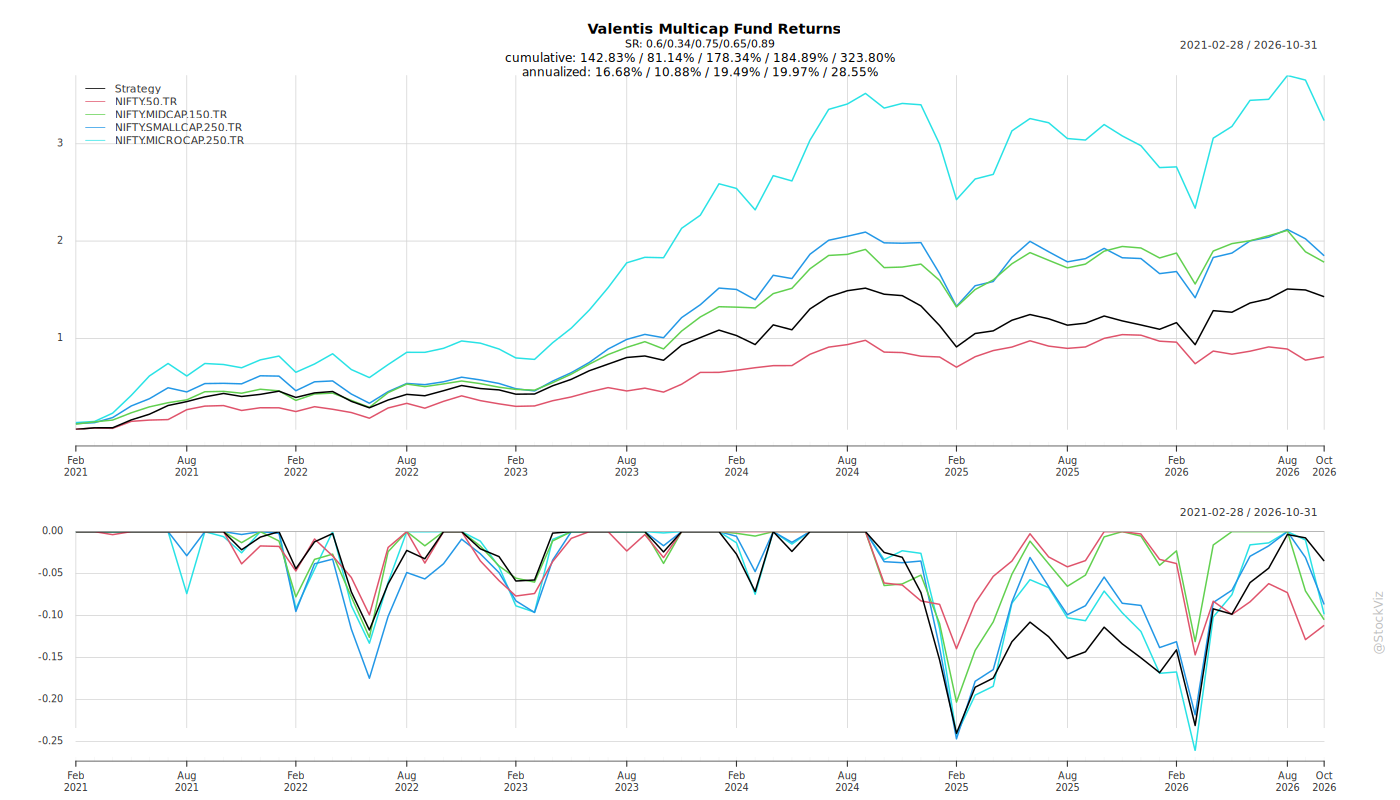 Valentis Multicap Fund Returns
SR: 0.6/0.34/0.75/0.65/0.89
cumulative: 142.83% / 81.14% / 178.34% / 184.89% / 323.80%
annualized: 16.68% / 10.88% / 19.49% / 19.97% / 28.55%
2021-02-28 / 2026-10-31
Strategy
NIFTY.50.TR
NIFTY.MIDCAP.150.TR
NIFTY.SMALLCAP.250.TR
NIFTY.MICROCAP.250.TR
3
2
1
Feb Aug Feb Aug Feb Aug Feb Aug Feb Aug Feb Aug Oct
2021 2021 2022 2022 2023 2023 2024 2024 2025 2025 2026 2026 2026
2021-02-28 / 2026-10-31
0.00
-0.05
-0.10
-0.15
-0.20
-0.25
Feb Aug Feb Aug Feb Aug Feb Aug Feb Aug Feb Aug Oct
2021 2021 2022 2022 2023 2023 2024 2024 2025 2025 2026 2026 2026
@StockViz